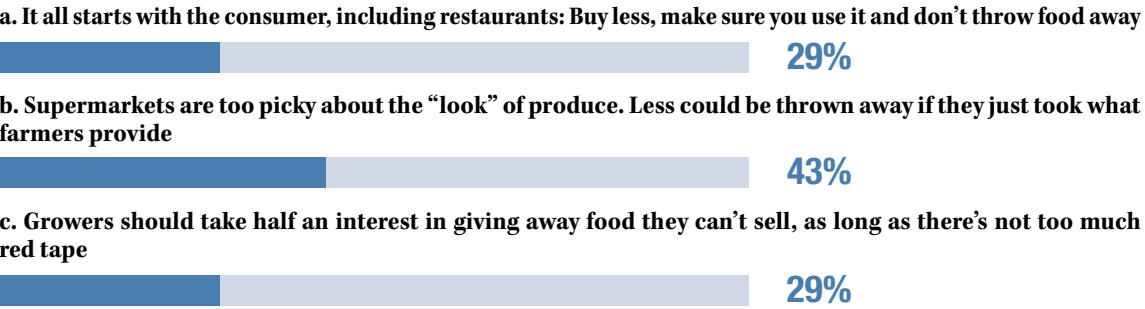 a. It all starts with the consumer, including restaurants: Buy less, make sure you use it and don’t throw food away
29%
b. Supermarkets are too picky about the “look” of produce. Less could be thrown away if they just took what
farmers provide
43%
c. Growers should take half an interest in giving away food they can’t sell, as long as there’s not too much
red tape
29%